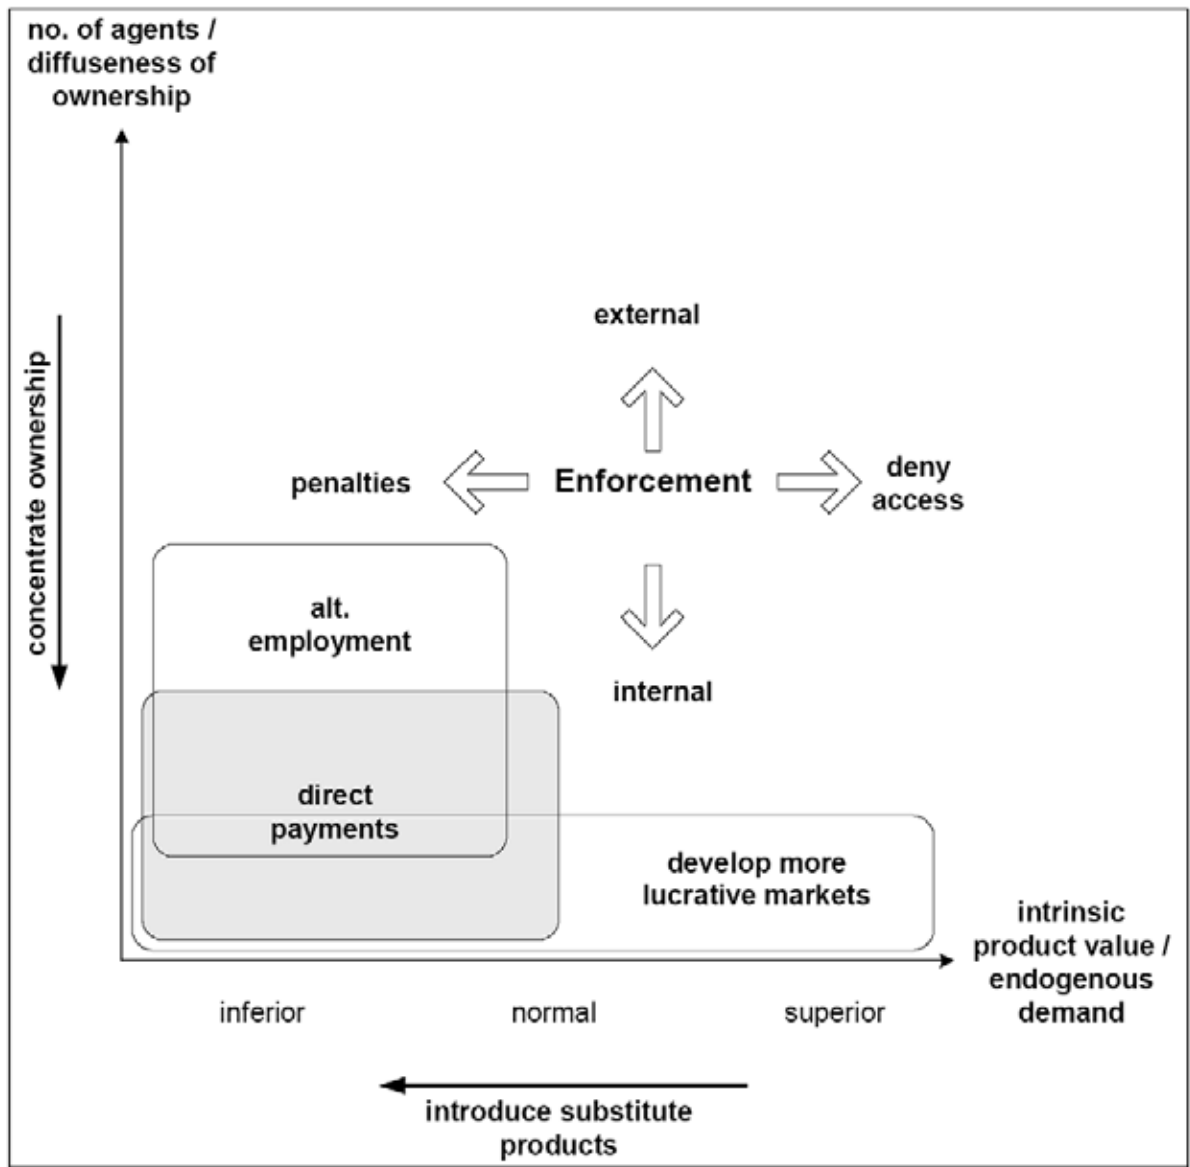 no. of agents /
diffuseness of
ownership
concentrate ownership
external
penalties
Enforcement
deny
access
internal
alt.
employment
direct
payments
develop more
lucrative markets
intrinsic
product value /
endogenous
demand
inferior
normal
superior
introduce substitute
products